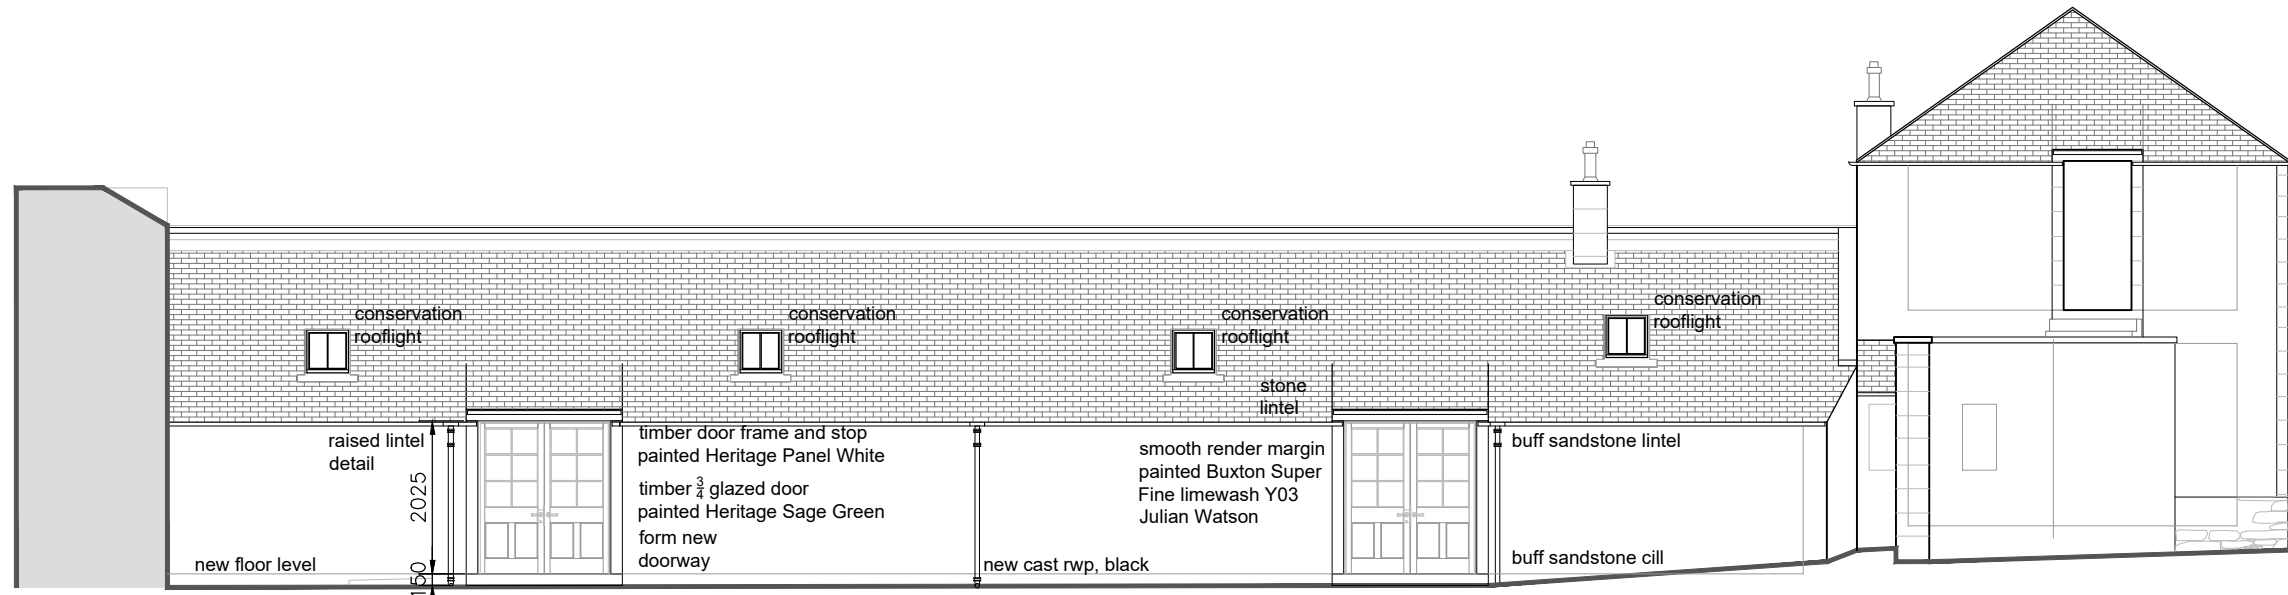 conservation
rooflight
conservation
rooflight
conservation
rooflight
conservation
rooflight
stone
lintel
raised lintel
detail
2025
timber door frame and stop
painted Heritage Panel White
timber ¾ glazed door
painted Heritage Sage Green
form new
doorway
smooth render margin
painted Buxton Super
Fine limewash Y03
Julian Watson
buff sandstone lintel
new floor level
150
new cast rwp, black
buff sandstone cill